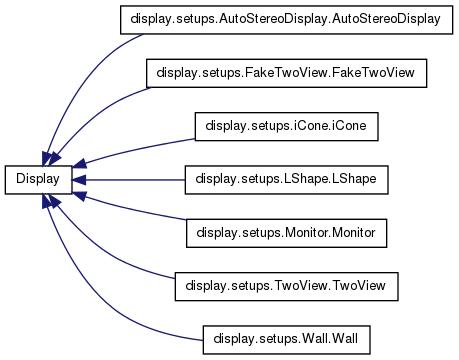 display.setups.AutoStereoDisplay.AutoStereoDisplay
display.setups.FakeTwoView.FakeTwoView
display.setups.iCone.iCone
Display
display.setups.LShape.LShape
display.setups.Monitor.Monitor
display.setups.TwoView.TwoView
display.setups.Wall.Wall